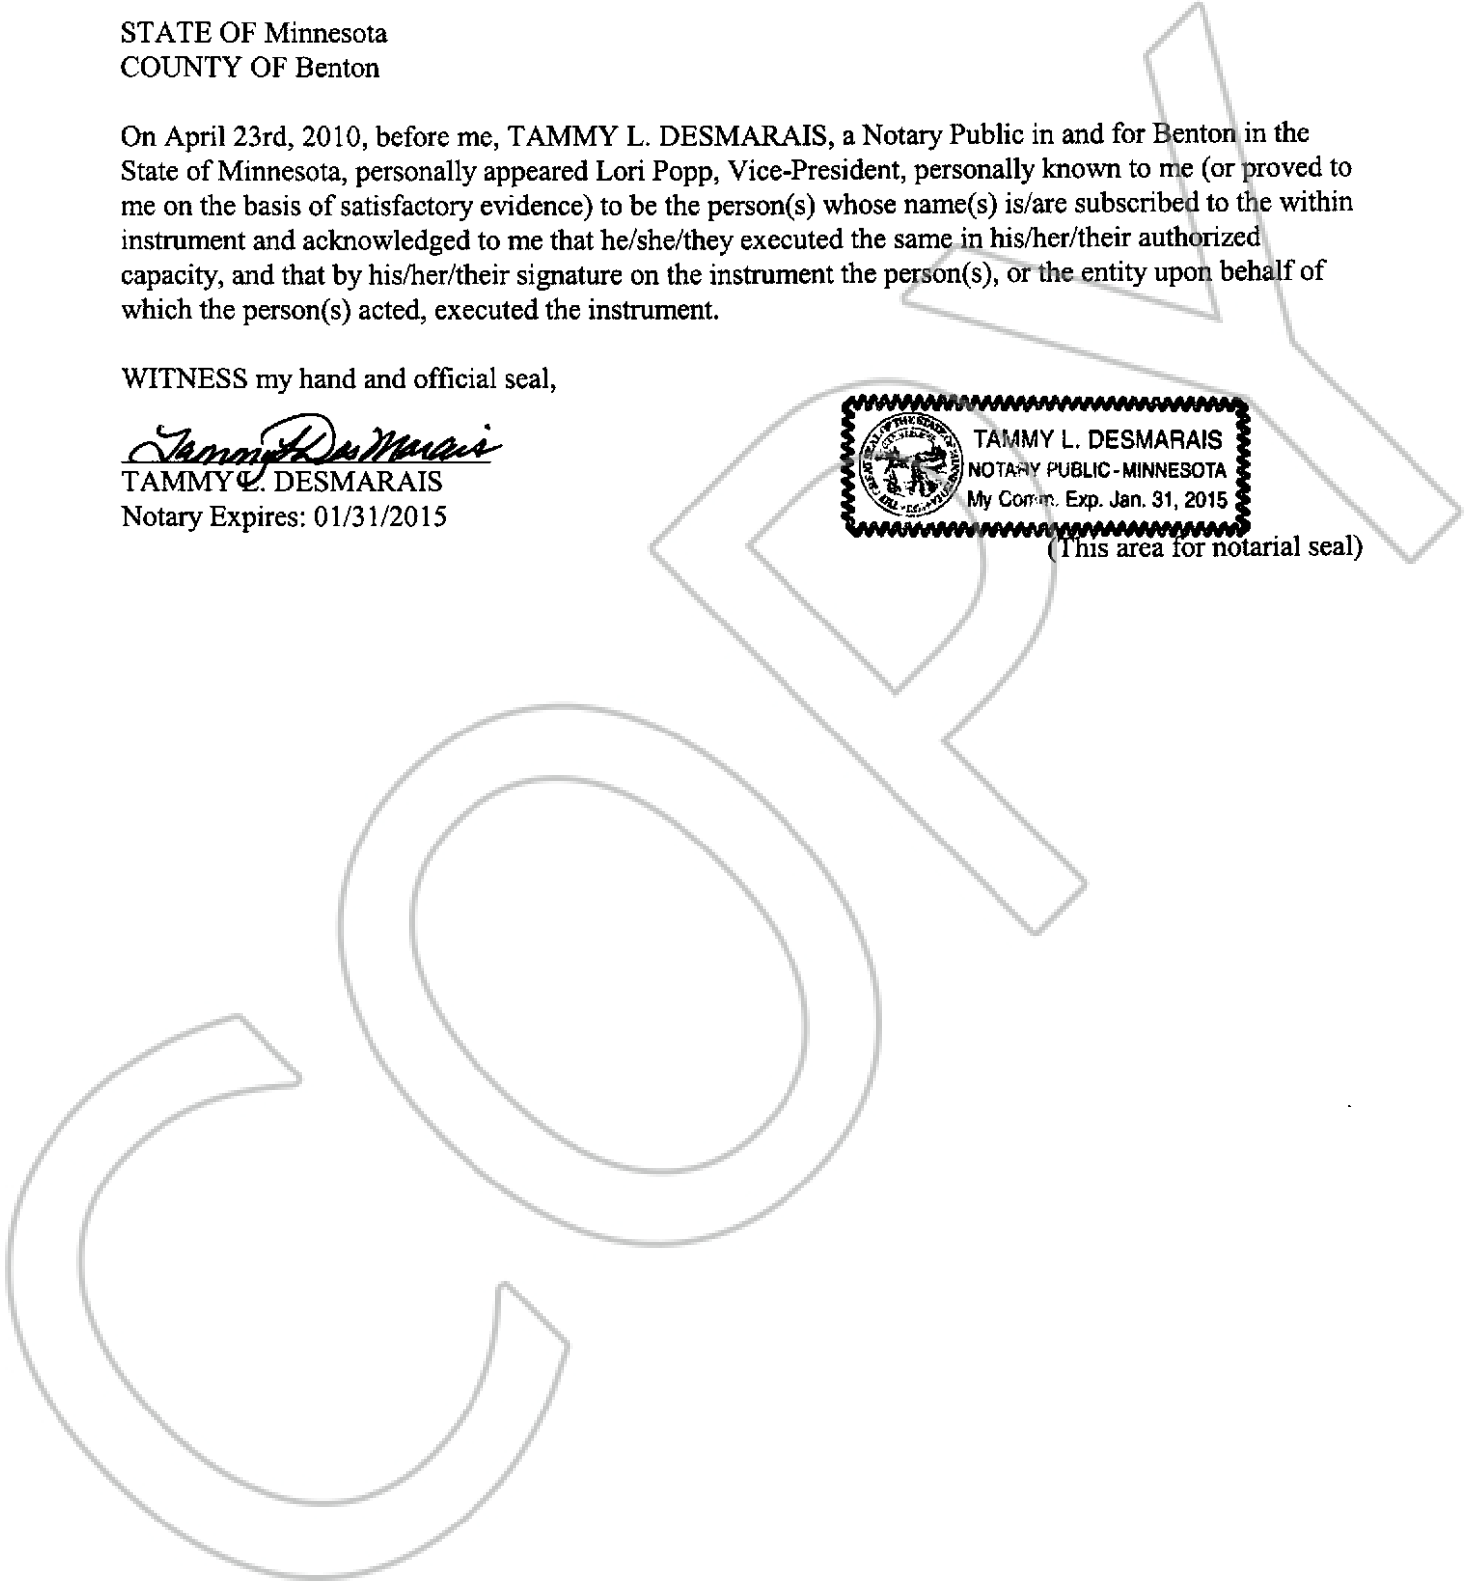 STATE OF Minnesota
COUNTY OF Benton
On April 23rd, 2010, before me, TAMMY L. DESMARAIS, a Notary Public in and for Benton in the
State of Minnesota, personally appeared Lori Popp, Vice-President, personally known to me (or proved to
me on the basis of satisfactory evidence) to be the person(s) whose name(s) is/are subscribed to the within
instrument and acknowledged to me that he/she/they executed the same in his/her/their authorized
capacity, and that by his/her/their signature on the instrument the person(s), or the entity upon behalf of
which the person(s) acted, executed the instrument.
WITNESS my hand and official seal,
Tammy L DesMarais
TAMMY L. DESMARAIS
Notary Expires: 01/31/2015
TAMMY L. DESMARAIS
NOTARY PUBLIC - MINNESOTA
My Comm. Exp. Jan. 31, 2015
(This area for notarial seal)
COPY